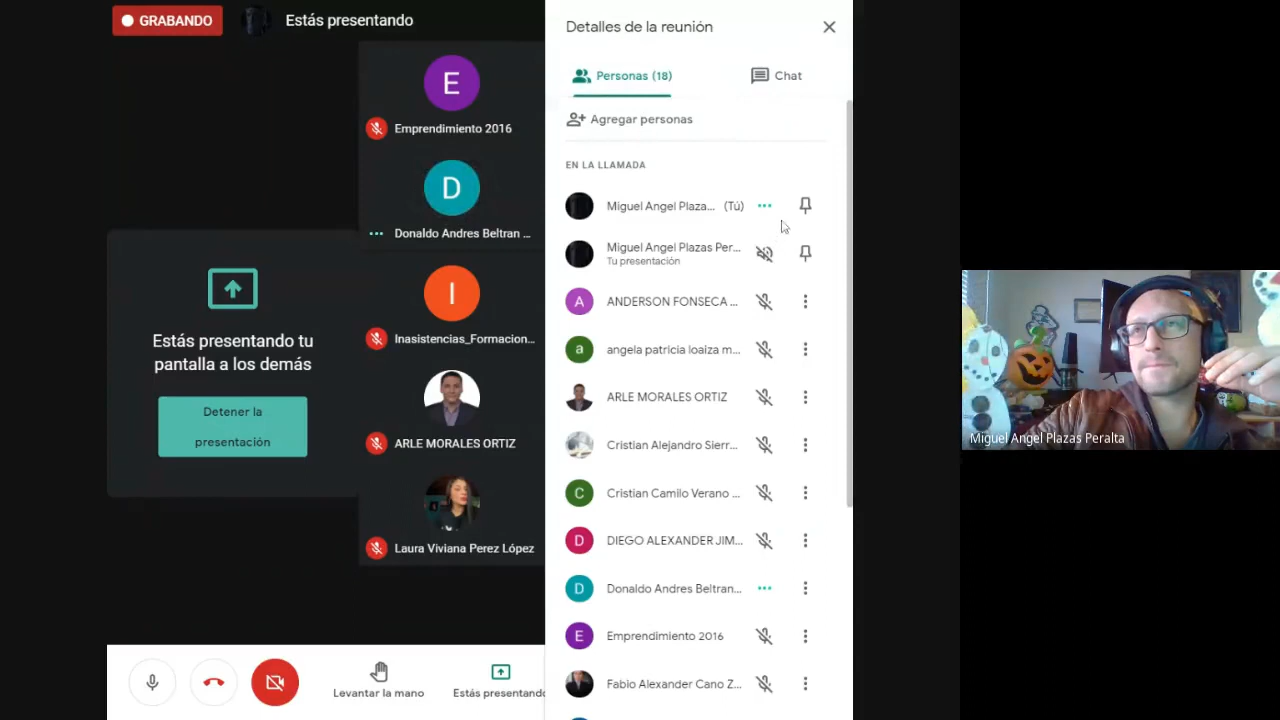 GRABANDO
Estás presentando
E
Emprendimiento 2016
D
Donaldo Andres Beltran ...
Estás presentando tu
pantalla a los demás
Detener la
presentación
I
Inasistencias_Formacion...
ARLE MORALES ORTIZ
Laura Viviana Perez López
Levantar la mano
Estás presentando
Detalles de la reunión
Personas (18)
Chat
Agregar personas
EN LA LLAMADA
Miguel Angel Plaza... (Tú)
Miguel Angel Plazas Per...
Tu presentación
A ANDERSON FONSECA ...
a angela patricia loaiza m...
ARLE MORALES ORTIZ
Cristian Alejandro Sierr...
C Cristian Camilo Verano ...
D DIEGO ALEXANDER JIM...
D Donaldo Andres Beltran...
E Emprendimiento 2016
Fabio Alexander Cano Z...
Miguel Angel Plazas Peralta